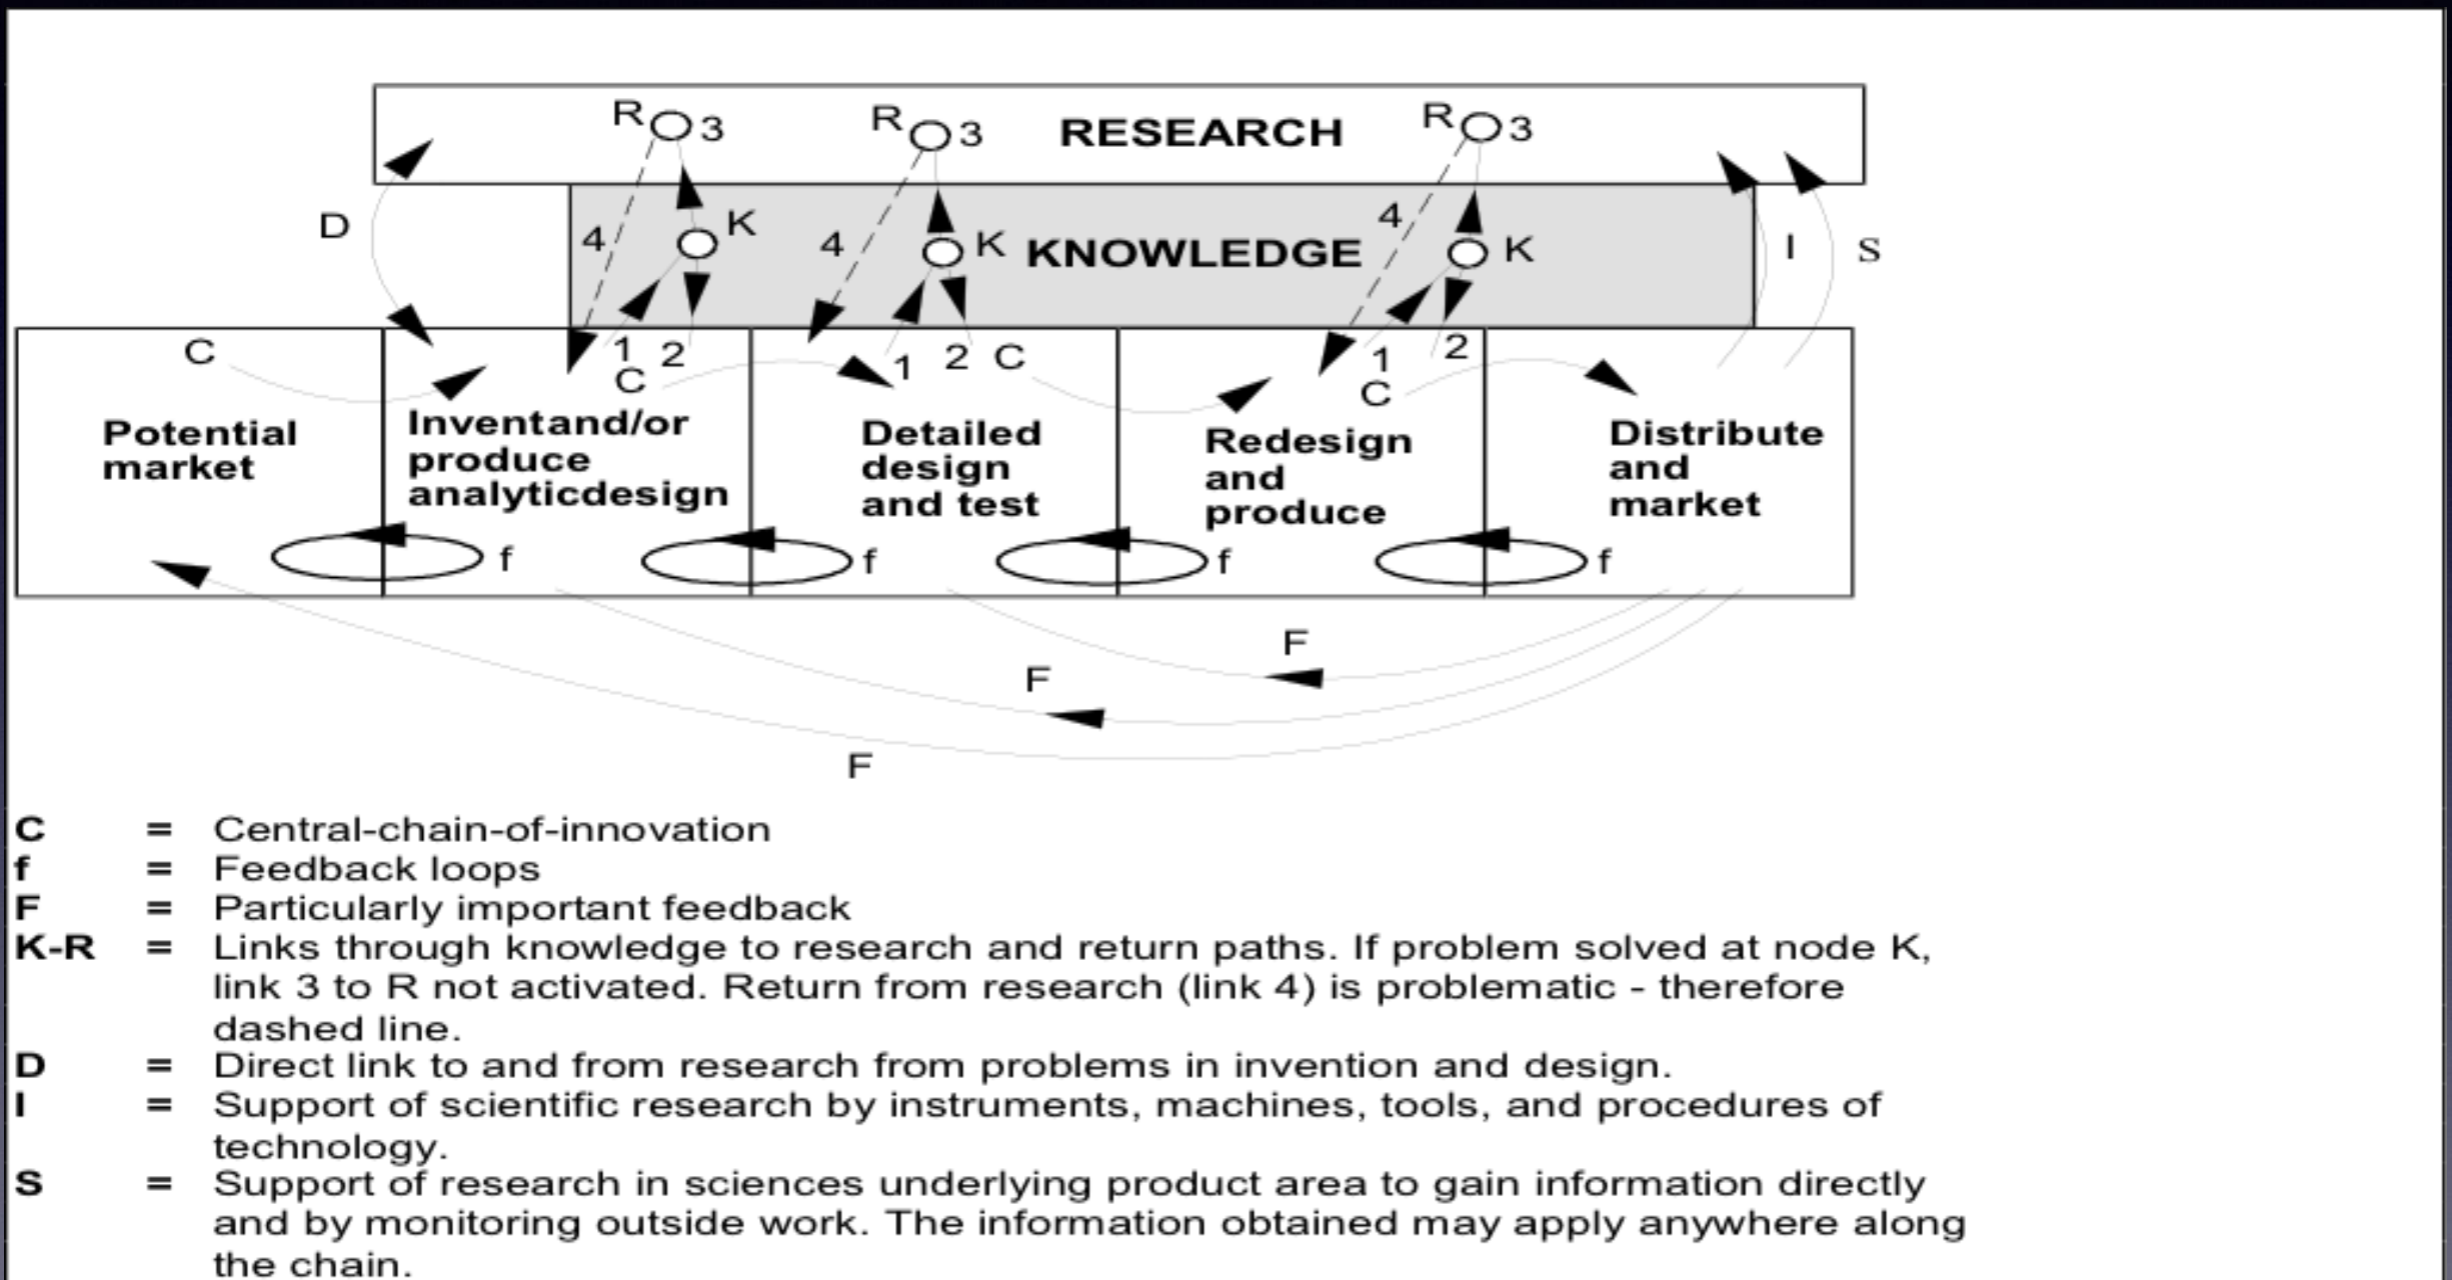 R 3 R 3 RESEARCH R 3
D 4 K 4 K KNOWLEDGE 4 K I S
C 1 2 C 1 2 C 1 2 C
Potential
market
Inventand/or
produce
analyticdesign
Detailed
design
and test
Redesign
and
produce
Distribute
and
market
f f f f
F
F
F
C = Central-chain-of-innovation
f = Feedback loops
F = Particularly important feedback
K-R = Links through knowledge to research and return paths. If problem solved at node K,
link 3 to R not activated. Return from research (link 4) is problematic - therefore
dashed line.
D = Direct link to and from research from problems in invention and design.
I = Support of scientific research by instruments, machines, tools, and procedures of
technology.
S = Support of research in sciences underlying product area to gain information directly
and by monitoring outside work. The information obtained may apply anywhere along
the chain.